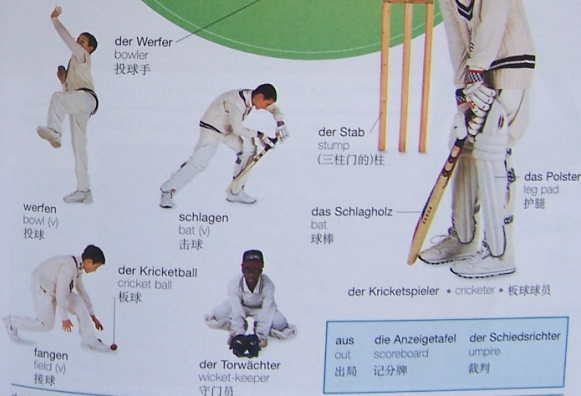 der Werfer
bowler
投球手
der Stab
stump
(三柱门的)柱
das Polster
leg pad
护腿
werfen
bowl (v)
投球
schlagen
bat (v)
击球
das Schlagholz
bat
球棒
der Kricketball
cricket ball
板球
der Kricketspieler • cricketer • 板球球员
fangen
field (v)
接球
der Torwächter
wicket-keeper
守门员
aus die Anzeigetafel der Schiedsrichter
out scoreboard umpire
出局 记分牌 裁判